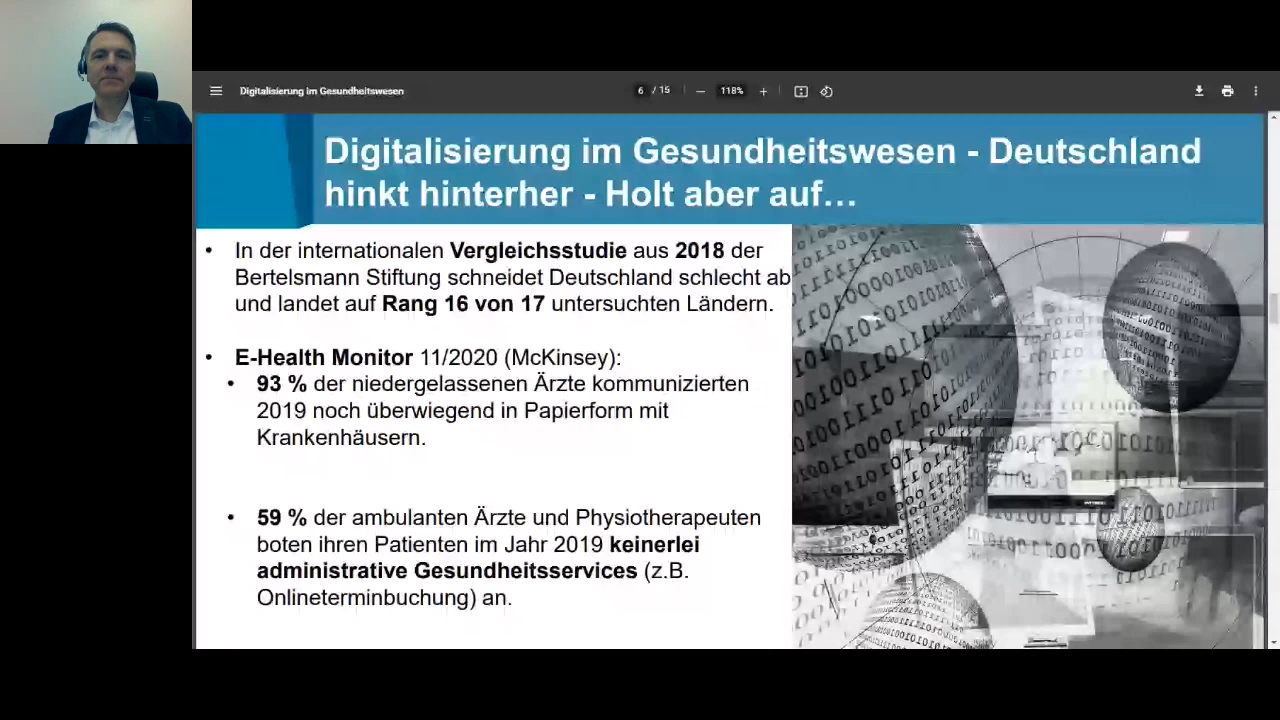 Digitalisierung im Gesundheitswesen
6 / 15
118%
Digitalisierung im Gesundheitswesen - Deutschland
hinkt hinterher - Holt aber auf…
• In der internationalen Vergleichsstudie aus 2018 der
Bertelsmann Stiftung schneidet Deutschland schlecht ab
und landet auf Rang 16 von 17 untersuchten Ländern.
• E-Health Monitor 11/2020 (McKinsey):
• 93 % der niedergelassenen Ärzte kommunizierten
2019 noch überwiegend in Papierform mit
Krankenhäusern.
• 59 % der ambulanten Ärzte und Physiotherapeuten
boten ihren Patienten im Jahr 2019 keinerlei
administrative Gesundheitsservices (z.B.
Onlineterminbuchung) an.